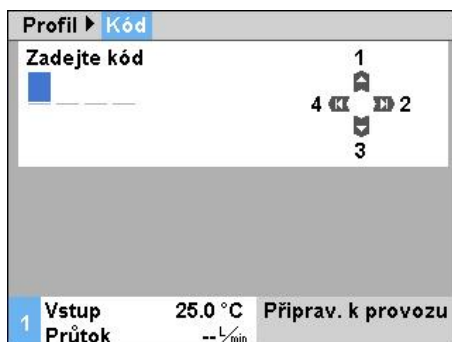 Profil ▶ Kód
Zadejte kód
1
4 2
3
1 Vstup 25.0 °C Připrav. k provozu
Průtok -- L/min